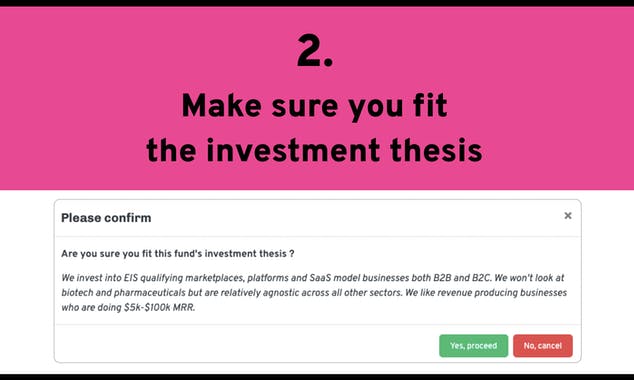 2.
Make sure you fit
the investment thesis
Please confirm
×
Are you sure you fit this fund's investment thesis ?
We invest into EIS qualifying marketplaces, platforms and SaaS model businesses both B2B and B2C. We won't look at
biotech and pharmaceuticals but are relatively agnostic across all other sectors. We like revenue producing businesses
who are doing $5k-$100k MRR.
Yes, proceed
No, cancel